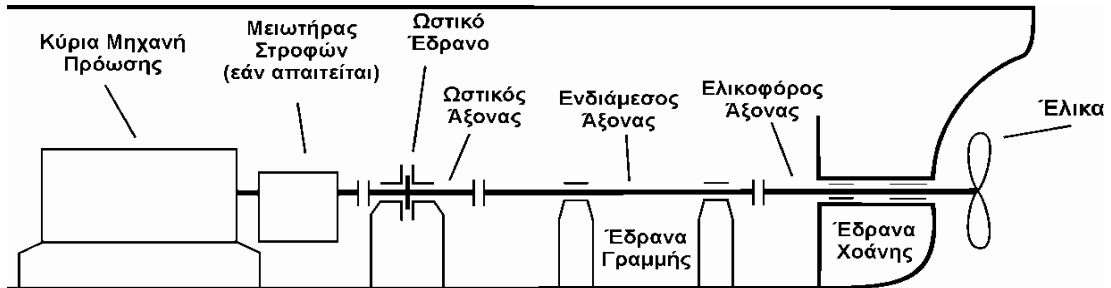 Κύρια Μηχανή
Πρόωσης
Μειωτήρας
Στροφών
(εάν απαιτείται)
Ωστικό
Έδρανο
Ωστικός
Άξονας
Ενδιάμεσος
Άξονας
Ελικοφόρος
Άξονας
Έλικα
Έδρανα
Γραμμής
Έδρανα
Χοάνης